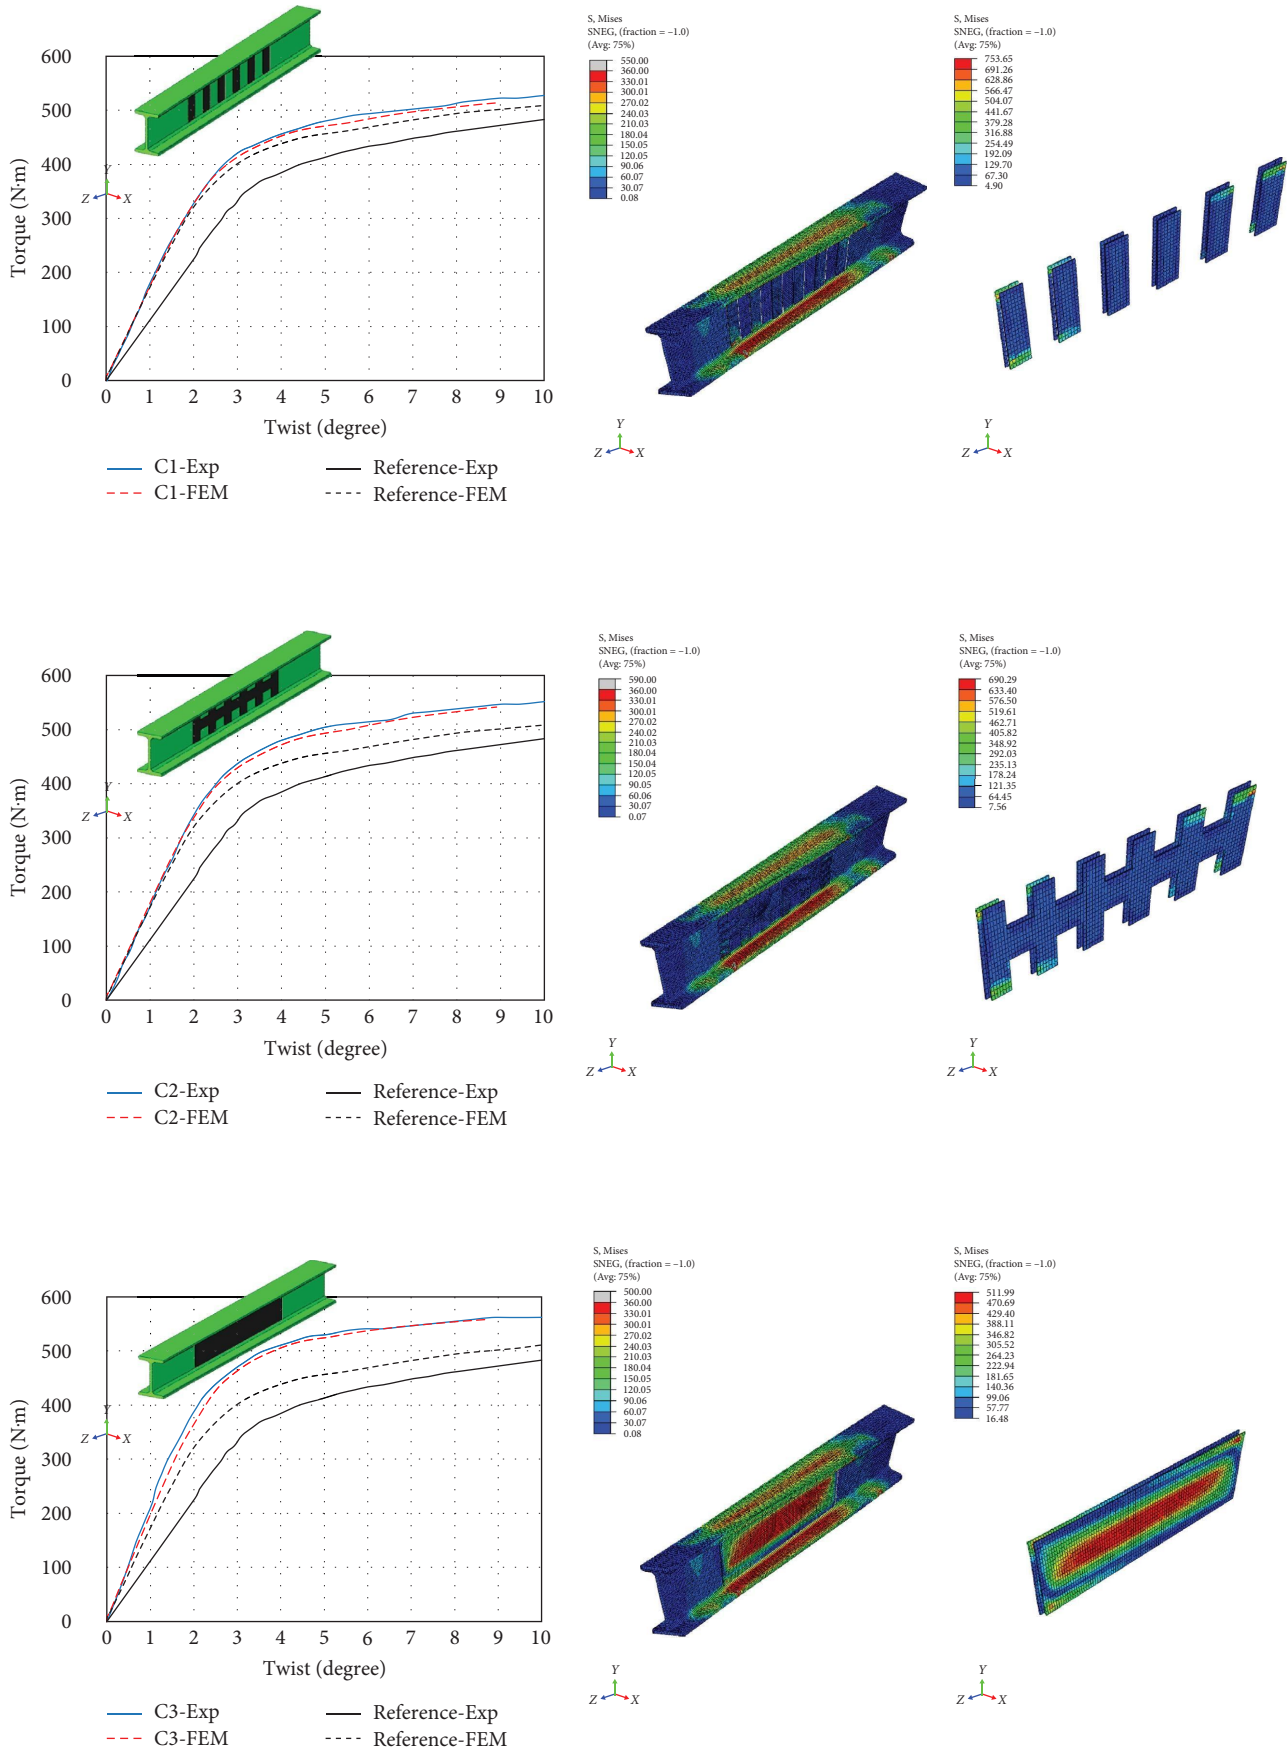 600
500
400
300
200
100
0
Torque (N·m)
0 1 2 3 4 5 6 7 8 9 10
Twist (degree)
Y
Z X
C1-Exp Reference-Exp
C1-FEM Reference-FEM
S, Mises
SNEG, (fraction = –1.0)
(Avg: 75%)
550.00
360.00
330.01
300.01
270.02
240.03
210.03
180.04
150.05
120.05
90.06
60.07
30.07
0.08
Y
Z X
S, Mises
SNEG, (fraction = –1.0)
(Avg: 75%)
753.65
691.26
628.86
566.47
504.07
441.67
379.28
316.88
254.49
192.09
129.70
67.30
4.90
Y
Z X
600
500
400
300
200
100
0
Torque (N·m)
0 1 2 3 4 5 6 7 8 9 10
Twist (degree)
Y
Z X
C2-Exp Reference-Exp
C2-FEM Reference-FEM
S, Mises
SNEG, (fraction = –1.0)
(Avg: 75%)
590.00
360.00
330.01
300.01
270.02
240.02
210.03
180.04
150.04
120.05
90.05
60.06
30.07
0.07
Y
Z X
S, Mises
SNEG, (fraction = –1.0)
(Avg: 75%)
690.29
633.40
576.50
519.61
462.71
405.82
348.92
292.03
235.13
178.24
121.35
64.45
7.56
Y
Z X
600
500
400
300
200
100
0
Torque (N·m)
0 1 2 3 4 5 6 7 8 9 10
Twist (degree)
Y
Z X
C3-Exp Reference-Exp
C3-FEM Reference-FEM
S, Mises
SNEG, (fraction = –1.0)
(Avg: 75%)
500.00
360.00
330.01
300.01
270.02
240.03
210.03
180.04
150.05
120.05
90.06
60.07
30.07
0.08
Y
Z X
S, Mises
SNEG, (fraction = –1.0)
(Avg: 75%)
511.99
470.69
429.40
388.11
346.82
305.52
264.23
222.94
181.65
140.36
99.06
57.77
16.48
Y
Z X